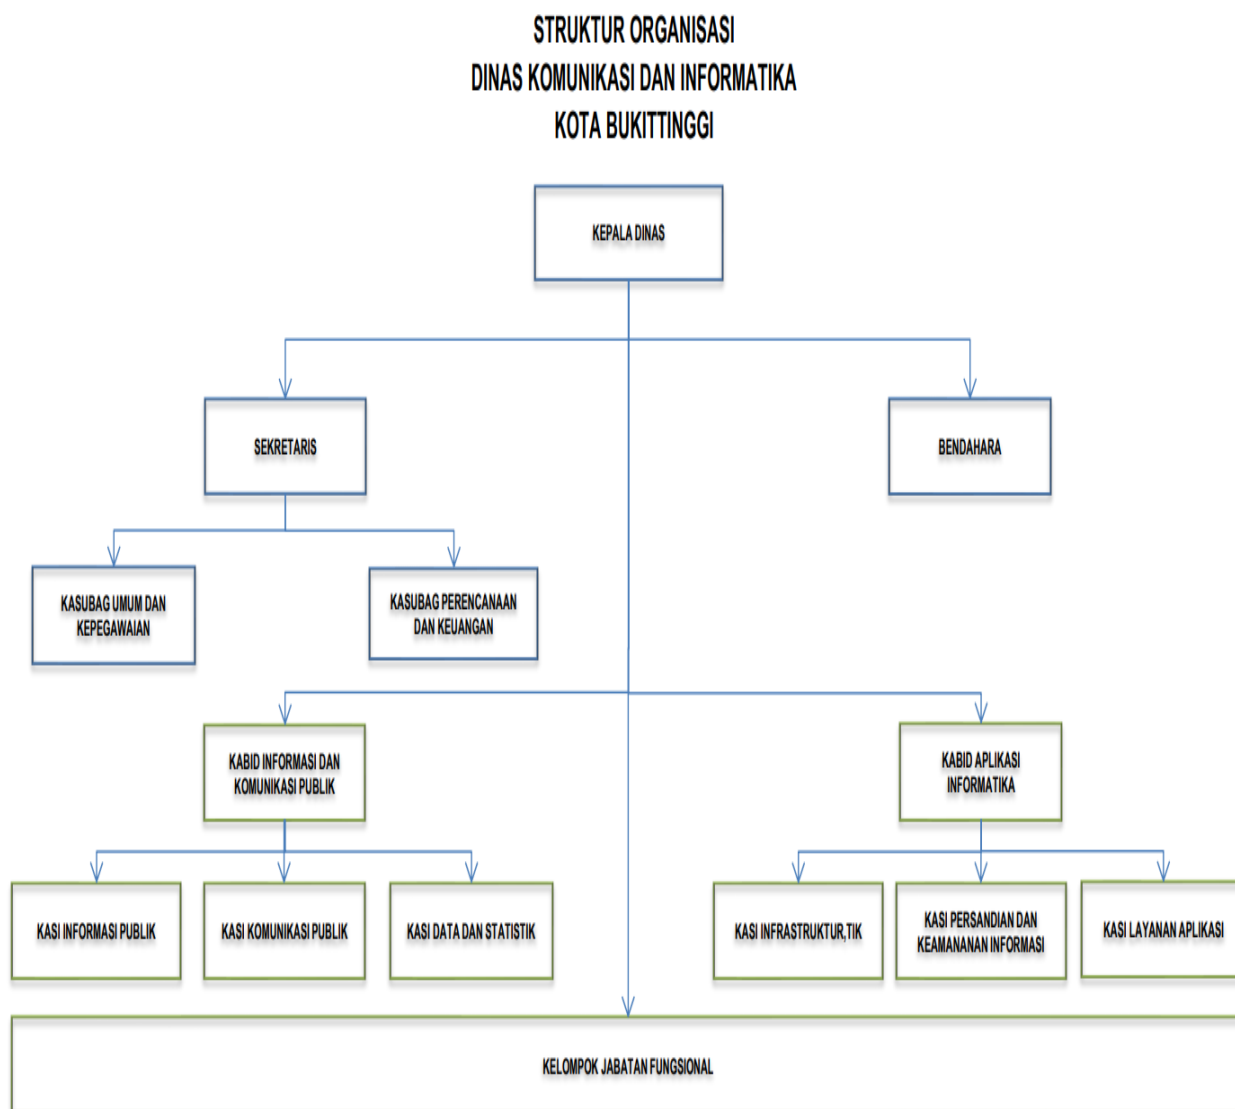 STRUKTUR ORGANISASI
DINAS KOMUNIKASI DAN INFORMATIKA
KOTA BUKITTINGGI
KEPALA DINAS
SEKRETARIS
BENDAHARA
KASUBAG UMUM DAN
KEPEGAWAIAN
KASUBAG PERENCANAAN
DAN KEUANGAN
KABID INFORMASI DAN
KOMUNIKASI PUBLIK
KABID APLIKASI
INFORMATIKA
KASI INFORMASI PUBLIK
KASI KOMUNIKASI PUBLIK
KASI DATA DAN STATISTIK
KASI INFRASTRUKTUR,TIK
KASI PERSANDIAN DAN
KEAMANANAN INFORMASI
KASI LAYANAN APLIKASI
KELOMPOK JABATAN FUNGSIONAL